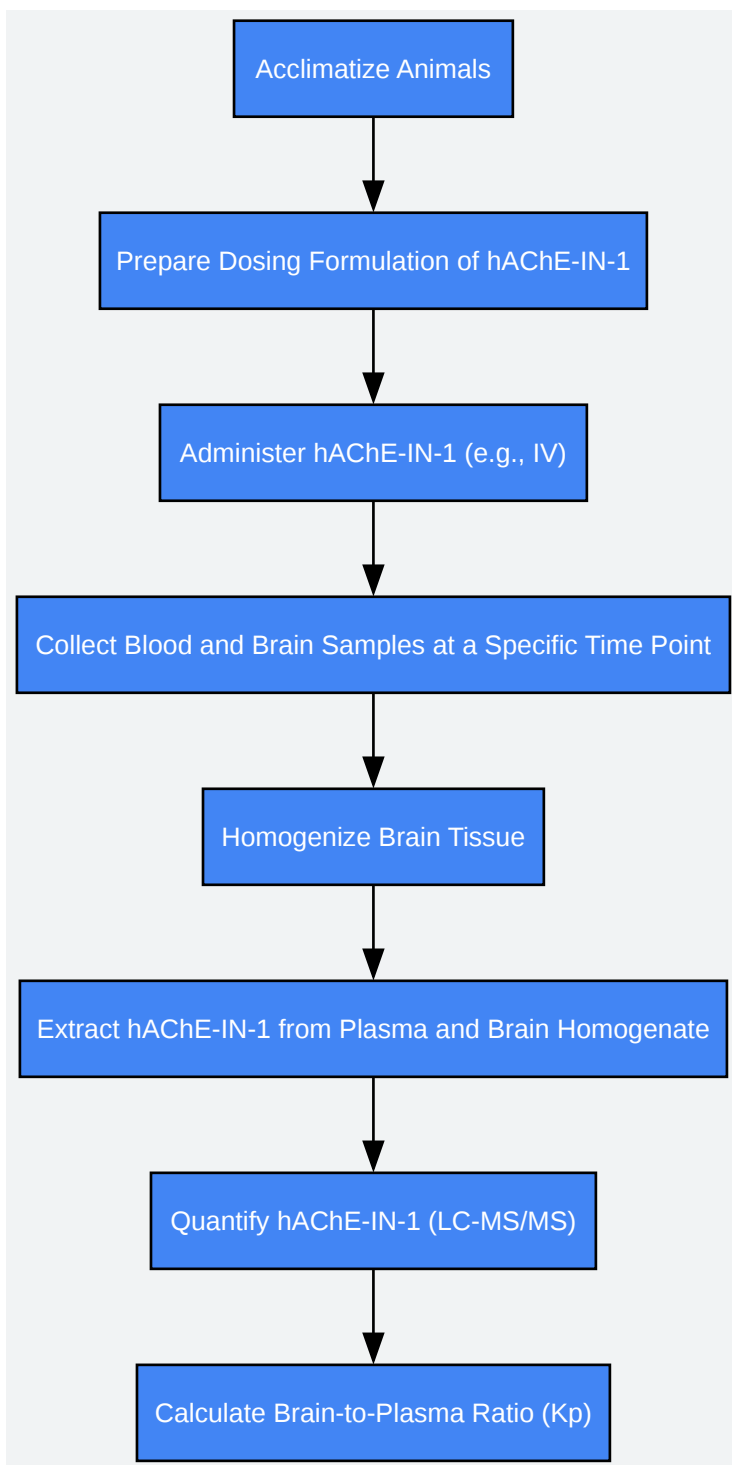 Acclimatize Animals
Prepare Dosing Formulation of hAChE-IN-1
Administer hAChE-IN-1 (e.g., IV)
Collect Blood and Brain Samples at a Specific Time Point
Homogenize Brain Tissue
Extract hAChE-IN-1 from Plasma and Brain Homogenate
Quantify hAChE-IN-1 (LC-MS/MS)
Calculate Brain-to-Plasma Ratio (Kp)